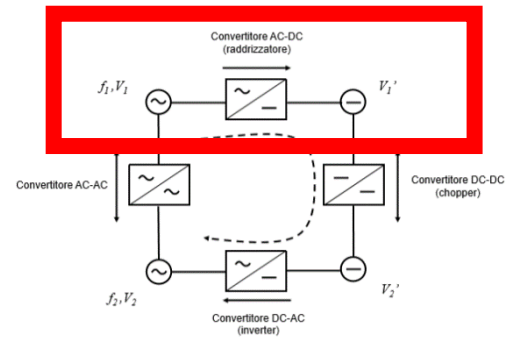 Convertitore AC-DC
(raddrizzatore)
f₁,V₁
V₁'
Convertitore AC-AC
Convertitore DC-DC
(chopper)
f₂,V₂
V₂'
Convertitore DC-AC
(inverter)